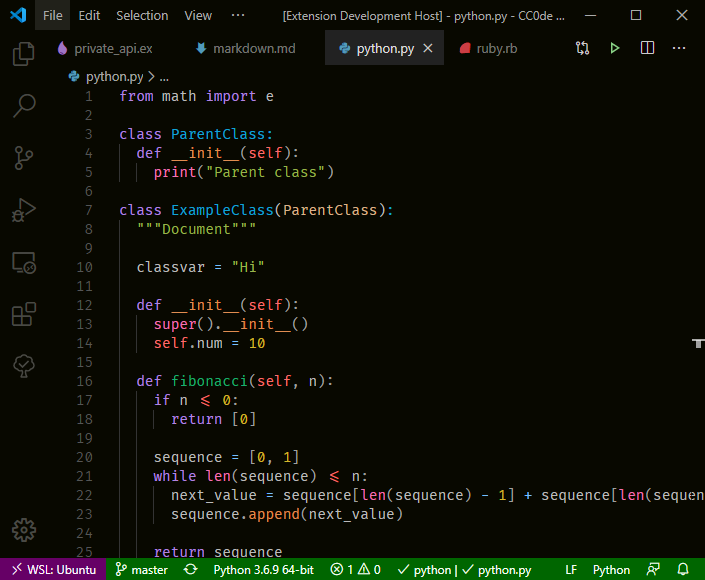 File Edit Selection View ··· [Extension Development Host] - python.py - CC0de ...
private_api.ex markdown.md python.py ruby.rb ···
python.py > ...
1 from math import e
2
3 class ParentClass:
4 def __init__(self):
5 print("Parent class")
6
7 class ExampleClass(ParentClass):
8 """Document"""
9
10 classvar = "Hi"
11
12 def __init__(self):
13 super().__init__()
14 self.num = 10
15
16 def fibonacci(self, n):
17 if n <= 0:
18 return [0]
19
20 sequence = [0, 1]
21 while len(sequence) <= n:
22 next_value = sequence[len(sequence) - 1] + sequence[len(sequen
23 sequence.append(next_value)
24
25 return sequence
WSL: Ubuntu master Python 3.6.9 64-bit 1 0 ✓ python | ✓ python.py LF Python